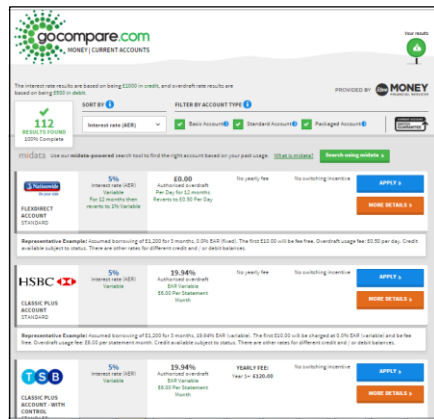 gocompare.com
MONEY | CURRENT ACCOUNTS
Your results
The interest rate results are based on being £1000 in credit, and overdraft rate results are
based on being £500 in debit.
PROVIDED BY MONEY
112
RESULTS FOUND
100% Complete
SORT BY
Interest rate (AER)
FILTER BY ACCOUNT TYPE
Basic Account
Standard Account
Packaged Account
midata Use our midata-powered search tool to find the right account based on your past usage. What is midata?
Search using midata
Nationwide
FLEXDIRECT
ACCOUNT
STANDARD
5%
Interest rate (AER)
Variable
For 12 months then
reverts to 1% Variable
£0.00
Authorised overdraft
Per Day for 12 months
Reverts to £0.50 Per Day
No yearly fee
No switching incentive
APPLY
MORE DETAILS
Representative Example: Assumed borrowing of £1,200 for 3 months, 0.0% EAR (fixed). The first £10.00 will be fee free. Overdraft usage fee: £0.50 per day. Credit
available subject to status. There are other rates for different credit and / or debit balances.
HSBC
CLASSIC PLUS
ACCOUNT
STANDARD
5%
Interest rate (AER)
Variable
19.94%
Authorised overdraft
EAR Variable
£6.00 Per Statement
Month
No yearly fee
No switching incentive
APPLY
MORE DETAILS
Representative Example: Assumed borrowing of £1,200 for 3 months, 19.94% EAR (variable). The first £10.00 will be charged at 0.0% EAR (variable) and be fee
free. Overdraft usage fee: £6.00 per statement month. Credit available subject to status. There are other rates for different credit and / or debit balances.
TSB
CLASSIC PLUS
ACCOUNT - WITH
CONTROL
5%
Interest rate (AER)
Variable
19.94%
Authorised overdraft
EAR Variable
£6.00 Per Statement
Month
YEARLY FEE:
Year 1+: £120.00
No switching incentive
APPLY
MORE DETAILS